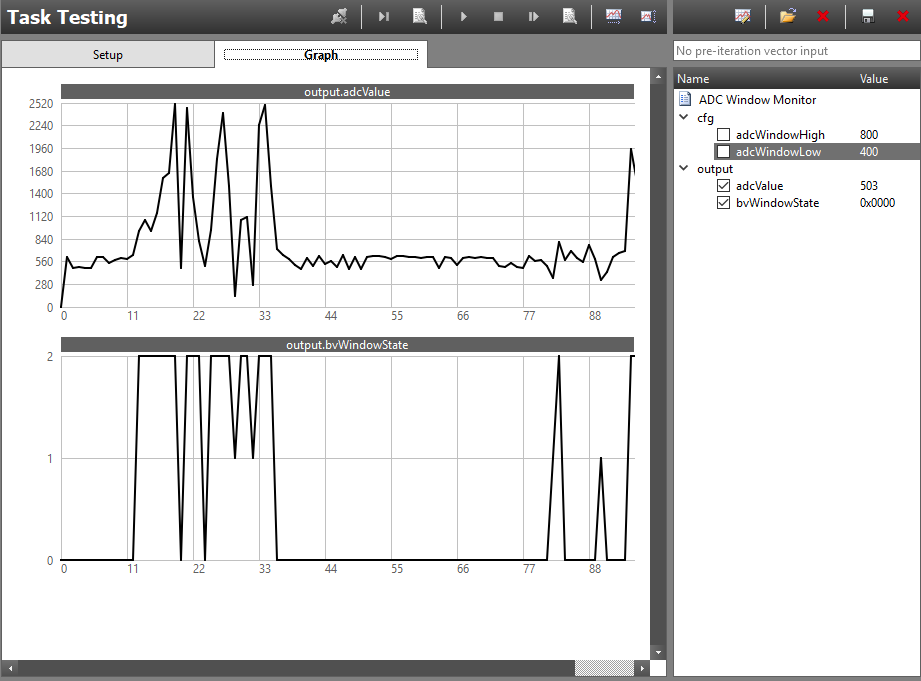 Task Testing
Setup
Graph
output.adcValue
2520
2240
1960
1680
1400
1120
840
560
280
0
0 11 22 33 44 55 66 77 88
output.bvWindowState
2
1
0
0 11 22 33 44 55 66 77 88
No pre-iteration vector input
Name Value
ADC Window Monitor
cfg
adcWindowHigh 800
adcWindowLow 400
output
adcValue 503
bvWindowState 0x0000